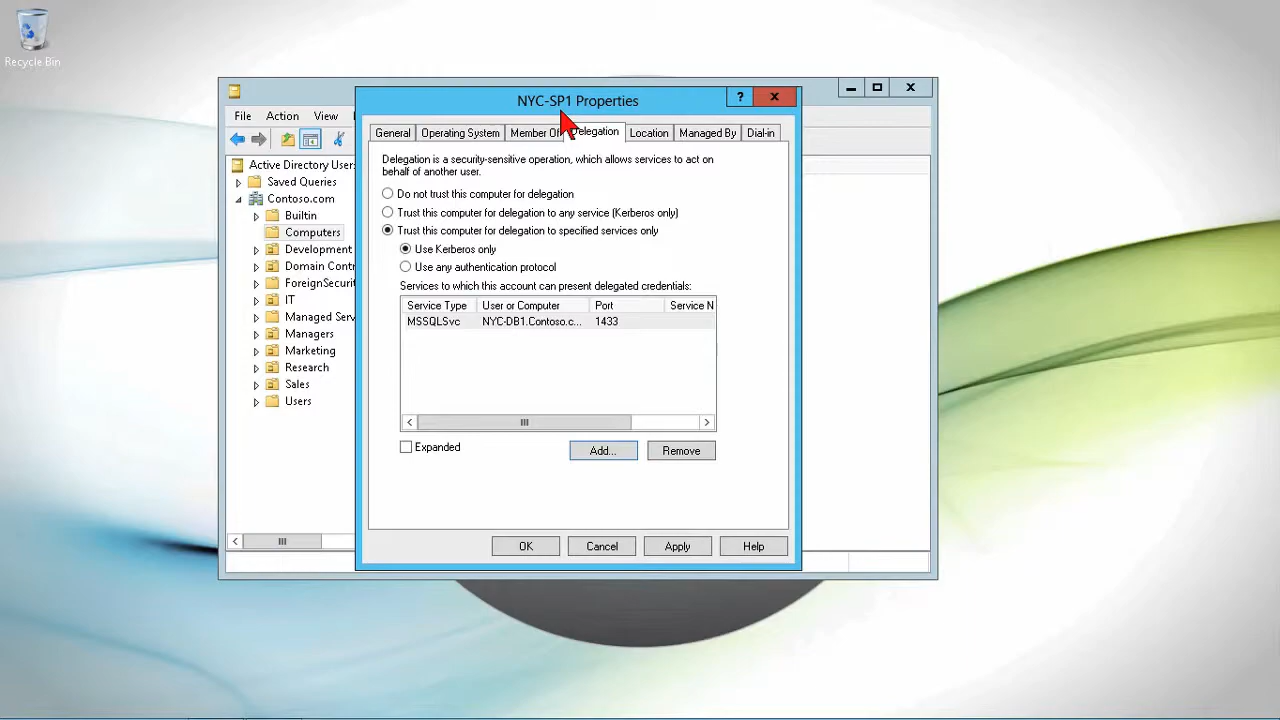 Recycle Bin
NYC-SP1 Properties
?
File Action View
General Operating System Member Of Delegation Location Managed By Dial-in
Active Directory User
Saved Queries
Contoso.com
Builtin
Computers
Development
Domain Contr
ForeignSecurit
IT
Managed Serv
Managers
Marketing
Research
Sales
Users
Delegation is a security-sensitive operation, which allows services to act on
behalf of another user.
Do not trust this computer for delegation
Trust this computer for delegation to any service (Kerberos only)
Trust this computer for delegation to specified services only
Use Kerberos only
Use any authentication protocol
Services to which this account can present delegated credentials:
Service Type User or Computer Port Service N
MSSQLSvc NYC-DB1.Contoso.c... 1433
Expanded
Add... Remove
OK Cancel Apply Help